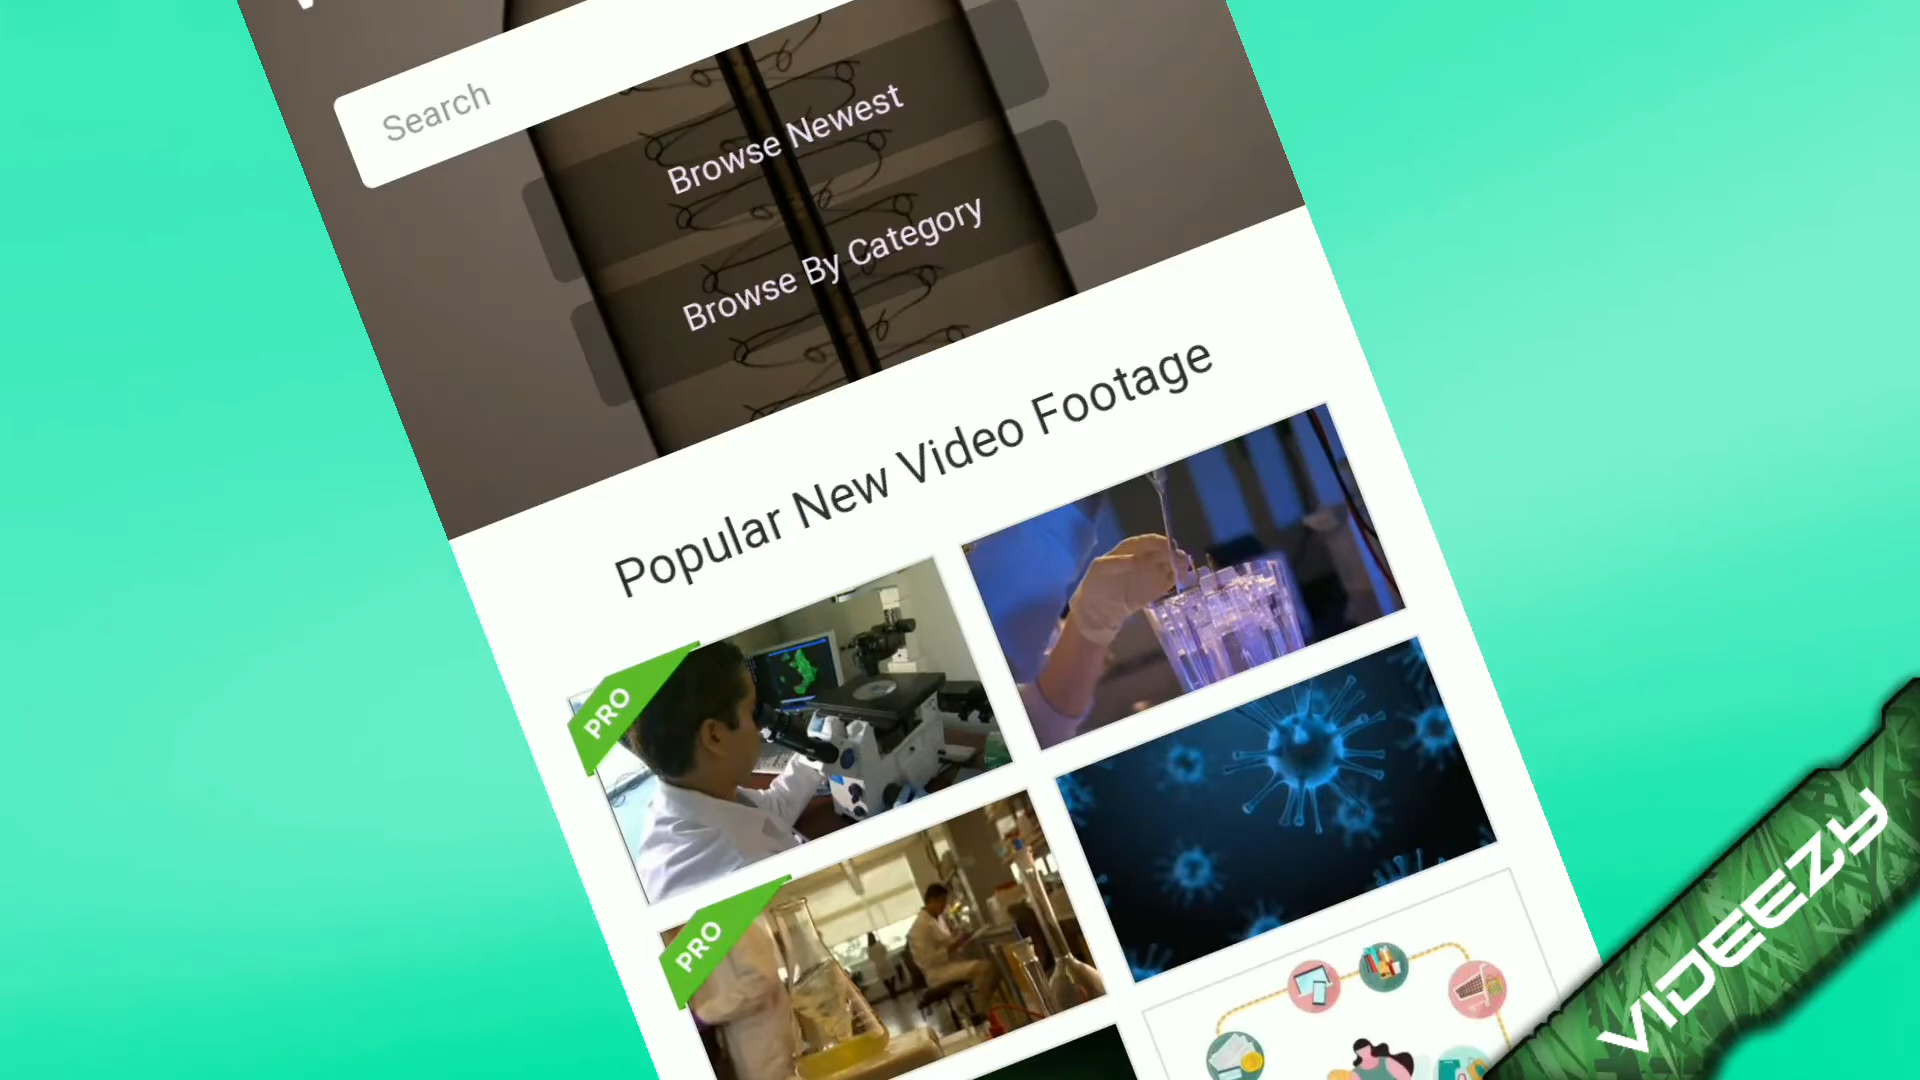 Search
Browse Newest
Browse By Category
Popular New Video Footage
PRO
PRO
VIDEEZY